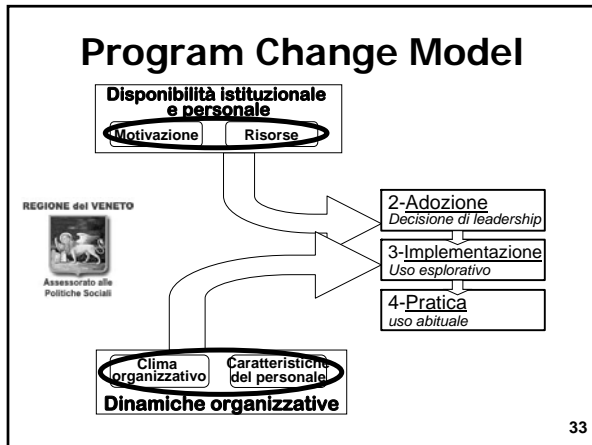 Program Change Model
Disponibilità istituzionale
e personale
Motivazione
Risorse
REGIONE del VENETO
Assessorato alle
Politiche Sociali
2-Adozione
Decisione di leadership
3-Implementazione
Uso esplorativo
4-Pratica
uso abituale
Clima
organizzativo
Caratteristiche
del personale
Dinamiche organizzative
33